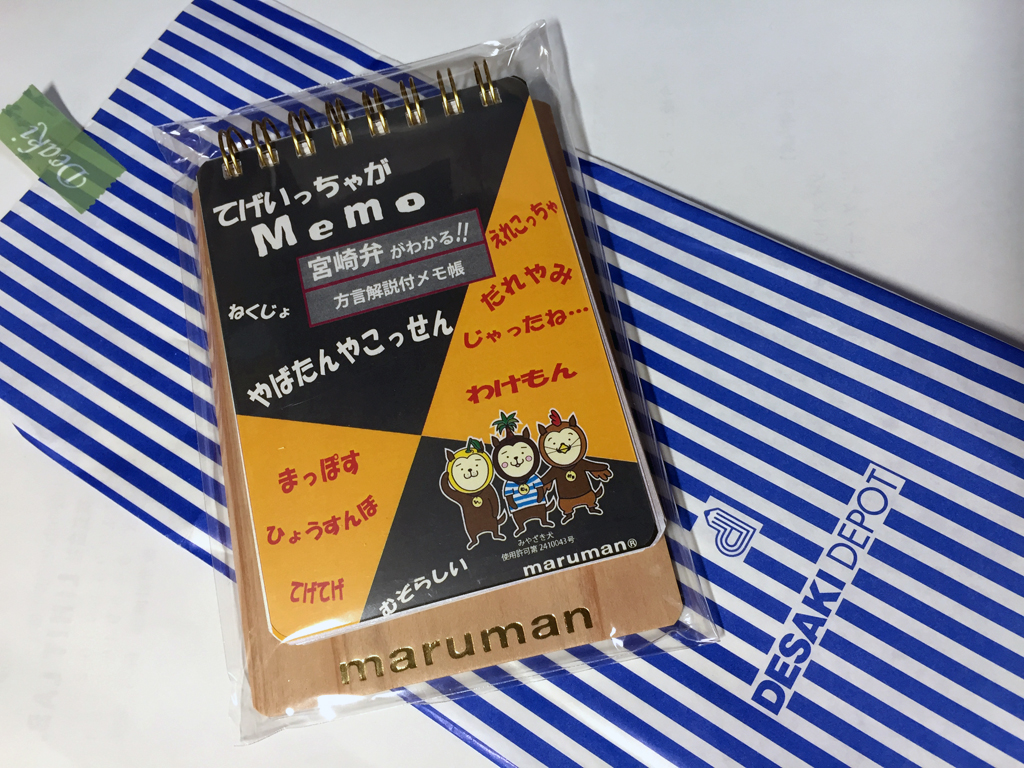 てげいっちゃが
Memo
宮崎弁 がわかる!!
方言解説付メモ帳
えれこっちゃ
だれやみ
じゃったね…
わけもん
ねくじょ
やばたんやこっせん
まっぽす
ひょうすんぼ
てげてげ
むぞらしい
みやざき犬
使用許可第2410043号
maruman®
maruman
Deaki
DESAKI DEPOT